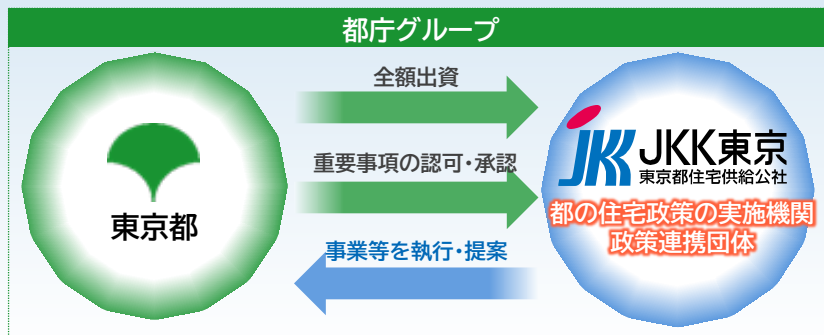 都庁グループ
全額出資
重要事項の認可・承認
事業等を執行・提案
東京都
JKK JKK東京
東京都住宅供給公社
都の住宅政策の実施機関
政策連携団体